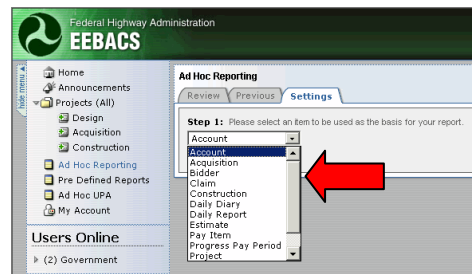 Federal Highway Administration
EEBACS
hide menu
Home
Announcements
Projects (All)
Design
Acquisition
Construction
Ad Hoc Reporting
Pre Defined Reports
Ad Hoc UPA
My Account
Users Online
(2) Government
Ad Hoc Reporting
Review Previous Settings
Step 1: Please select an item to be used as the basis for your report.
Account
Account
Acquisition
Bidder
Claim
Construction
Daily Diary
Daily Report
Estimate
Pay Item
Progress Pay Period
Project